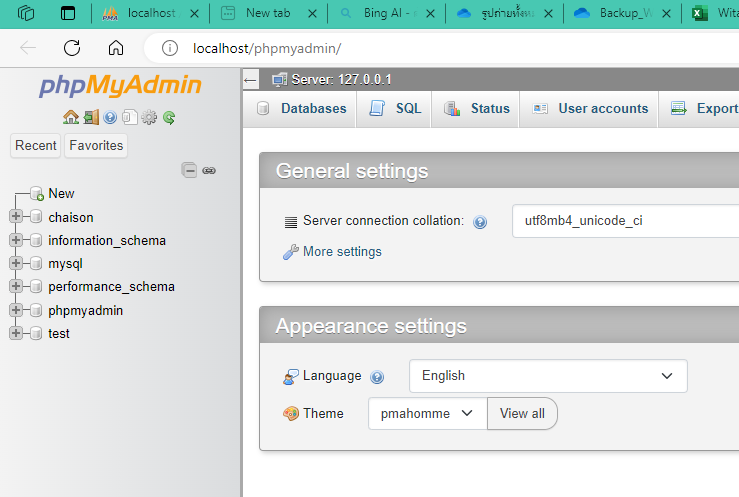 localhost
New tab
Bing AI -
รูปถ่ายทั้งหม
Backup_W
Wita
localhost/phpmyadmin/
phpMyAdmin
Server: 127.0.0.1
Databases
SQL
Status
User accounts
Export
Recent
Favorites
General settings
Server connection collation:
utf8mb4_unicode_ci
More settings
New
chaison
information_schema
mysql
performance_schema
phpmyadmin
test
Appearance settings
Language
English
Theme
pmahomme
View all